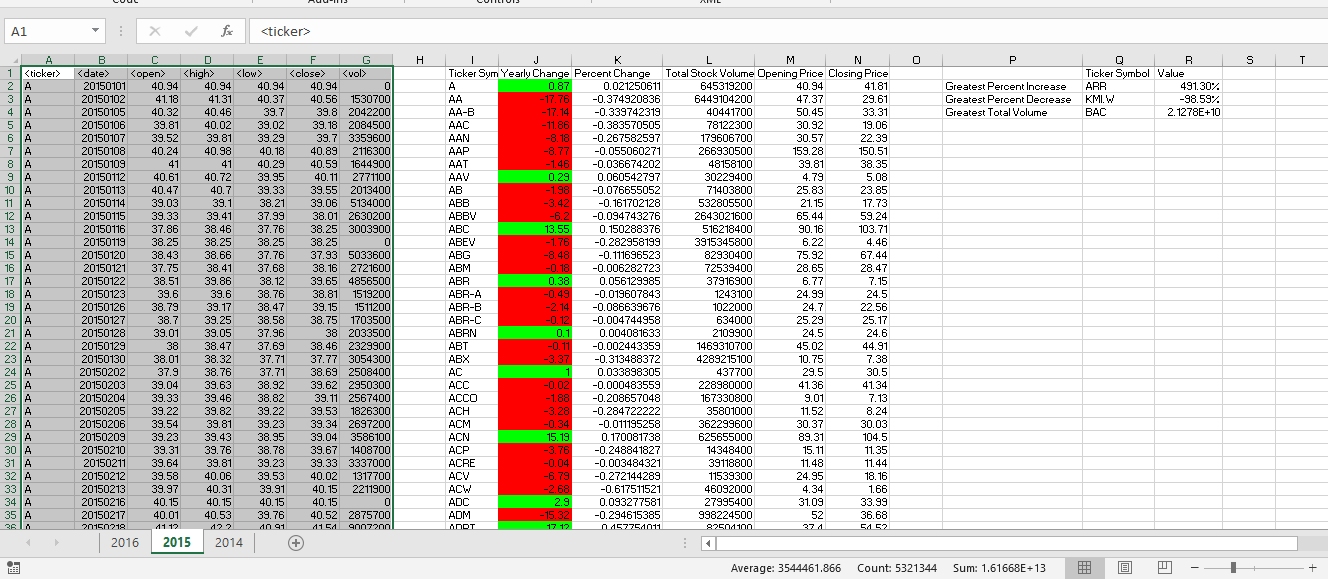 Code Add-Ins Controls XML
A1 fx <ticker>
A B C D E F G H I J K L M N O P Q R S T
1 <ticker> <date> <open> <high> <low> <close> <vol> Ticker Sym Yearly Change Percent Change Total Stock Volume Opening Price Closing Price Ticker Symbol Value
2 A 20150101 40.94 40.94 40.94 40.94 0 A 0.87 0.021250611 645319200 40.94 41.81 Greatest Percent Increase ARR 491.30%
3 A 20150102 41.18 41.31 40.37 40.56 1530700 AA -17.76 -0.374920836 6449104200 47.37 29.61 Greatest Percent Decrease KMI.W -98.59%
4 A 20150105 40.32 40.46 39.7 39.8 2042200 AA-B -17.14 -0.339742319 40441700 50.45 33.31 Greatest Total Volume BAC 2.1278E+10
5 A 20150106 39.81 40.02 39.02 39.18 2084500 AAC -11.86 -0.383570505 78122300 30.92 19.06
6 A 20150107 39.52 39.81 39.29 39.7 3359600 AAN -8.18 -0.267582597 179606700 30.57 22.39
7 A 20150108 40.24 40.98 40.18 40.89 2116300 AAP -8.77 -0.055060271 266930500 159.28 150.51
8 A 20150109 41 41 40.29 40.59 1644900 AAT -1.46 -0.036674202 48158100 39.81 38.35
9 A 20150112 40.61 40.72 39.95 40.11 2771100 AAV 0.29 0.060542797 30229400 4.79 5.08
10 A 20150113 40.47 40.7 39.33 39.55 2013400 AB -1.98 -0.076655052 71403800 25.83 23.85
11 A 20150114 39.03 39.1 38.21 39.06 5134000 ABB -3.42 -0.161702128 532805500 21.15 17.73
12 A 20150115 39.33 39.41 37.99 38.01 2630200 ABBV -6.2 -0.094743276 2643021600 65.44 59.24
13 A 20150116 37.86 38.46 37.76 38.25 3003900 ABC 13.55 0.150288376 516218400 90.16 103.71
14 A 20150119 38.25 38.25 38.25 38.25 0 ABEV -1.76 -0.282958199 3915345800 6.22 4.46
15 A 20150120 38.43 38.66 37.76 37.93 5033600 ABG -8.48 -0.111696523 82930400 75.92 67.44
16 A 20150121 37.75 38.41 37.68 38.16 2721600 ABM -0.18 -0.006282723 72539400 28.65 28.47
17 A 20150122 38.51 39.86 38.12 39.65 4856500 ABR 0.38 0.056129985 37916900 6.77 7.15
18 A 20150123 39.6 39.6 38.76 38.81 1519200 ABR-A -0.49 -0.019607843 1243100 24.99 24.5
19 A 20150126 38.79 39.17 38.47 39.15 1511200 ABR-B -2.14 -0.086639676 1022000 24.7 22.56
20 A 20150127 38.7 39.25 38.58 38.75 1703500 ABR-C -0.12 -0.004744958 634000 25.29 25.17
21 A 20150128 39.01 39.05 37.96 38 2033500 ABRN 0.1 0.004081633 2109900 24.5 24.6
22 A 20150129 38 38.47 37.69 38.46 2329900 ABT -0.11 -0.002443359 1469310700 45.02 44.91
23 A 20150130 38.01 38.32 37.71 37.77 3054300 ABX -3.37 -0.313488372 4289215100 10.75 7.38
24 A 20150202 37.9 38.76 37.71 38.69 2508400 AC 1 0.033898305 437700 29.5 30.5
25 A 20150203 39.04 39.63 38.92 39.62 2950300 ACC -0.02 -0.000483559 228980000 41.36 41.34
26 A 20150204 39.33 39.46 38.82 39.11 2567400 ACCO -1.88 -0.208657048 167330800 9.01 7.13
27 A 20150205 39.22 39.82 39.22 39.53 1826300 ACH -3.28 -0.284722222 35801000 11.52 8.24
28 A 20150206 39.54 39.81 39.23 39.34 2697200 ACM -0.34 -0.011195258 362299600 30.37 30.03
29 A 20150209 39.23 39.43 38.95 39.04 3586100 ACN 15.19 0.170081738 625655000 89.31 104.5
30 A 20150210 39.31 39.76 38.78 39.67 1408700 ACP -3.76 -0.248841827 14348400 15.11 11.35
31 A 20150211 39.64 39.81 39.23 39.33 3337000 ACRE -0.04 -0.003484321 39118800 11.48 11.44
32 A 20150212 39.58 40.06 39.53 40.02 1317700 ACV -6.79 -0.272144289 11539300 24.95 18.16
33 A 20150213 39.97 40.31 39.91 40.15 2211900 ACW -2.68 -0.617511521 46092000 4.34 1.66
34 A 20150216 40.15 40.15 40.15 40.15 0 ADC 2.9 0.093277581 27995400 31.09 33.99
35 A 20150217 40.01 40.53 39.76 40.52 2875700 ADM -15.32 -0.294615385 998224500 52 36.68
36 A 20150218 41.12 42.2 40.91 41.54 9007200 ADPT 17.12 0.457754011 82504100 37.4 54.52
2016 2015 2014
Average: 3544461.866 Count: 5321344 Sum: 1.61668E+13